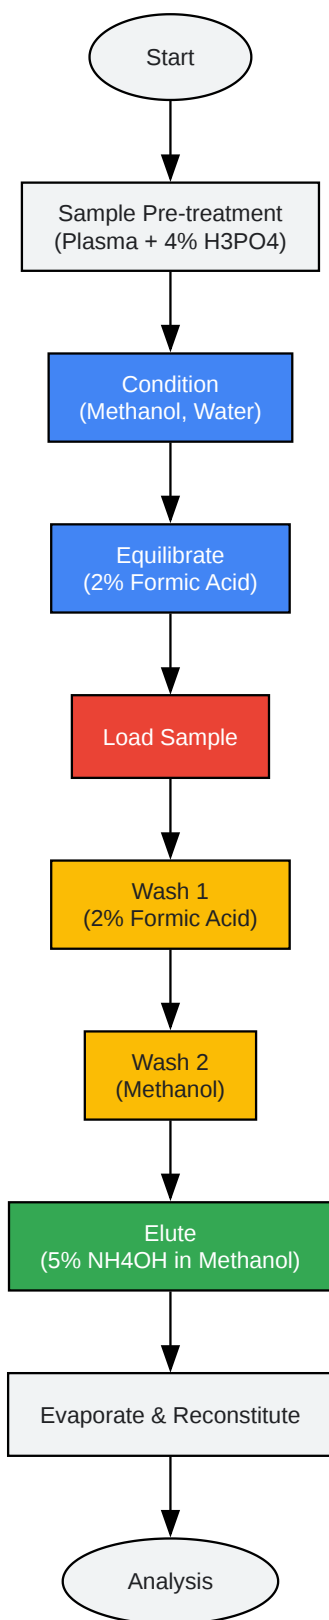 Start
Sample Pre-treatment
(Plasma + 4% H3PO4)
Condition
(Methanol, Water)
Equilibrate
(2% Formic Acid)
Load Sample
Wash 1
(2% Formic Acid)
Wash 2
(Methanol)
Elute
(5% NH4OH in Methanol)
Evaporate & Reconstitute
Analysis